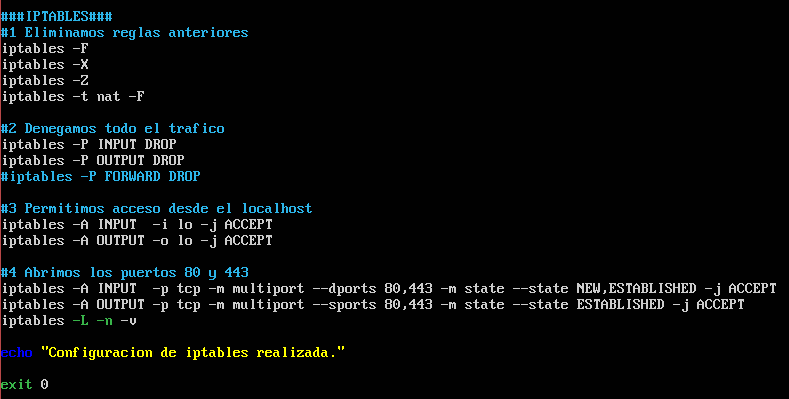 ###IPTABLES###
#1 Eliminamos reglas anteriores
iptables -F
iptables -X
iptables -Z
iptables -t nat -F
#2 Denegamos todo el trafico
iptables -P INPUT DROP
iptables -P OUTPUT DROP
#iptables -P FORWARD DROP
#3 Permitimos acceso desde el localhost
iptables -A INPUT  -i lo -j ACCEPT
iptables -A OUTPUT -o lo -j ACCEPT
#4 Abrimos los puertos 80 y 443
iptables -A INPUT  -p tcp -m multiport --dports 80,443 -m state --state NEW,ESTABLISHED -j ACCEPT
iptables -A OUTPUT -p tcp -m multiport --sports 80,443 -m state --state ESTABLISHED -j ACCEPT
iptables -L -n -v
echo "Configuracion de iptables realizada."
exit 0